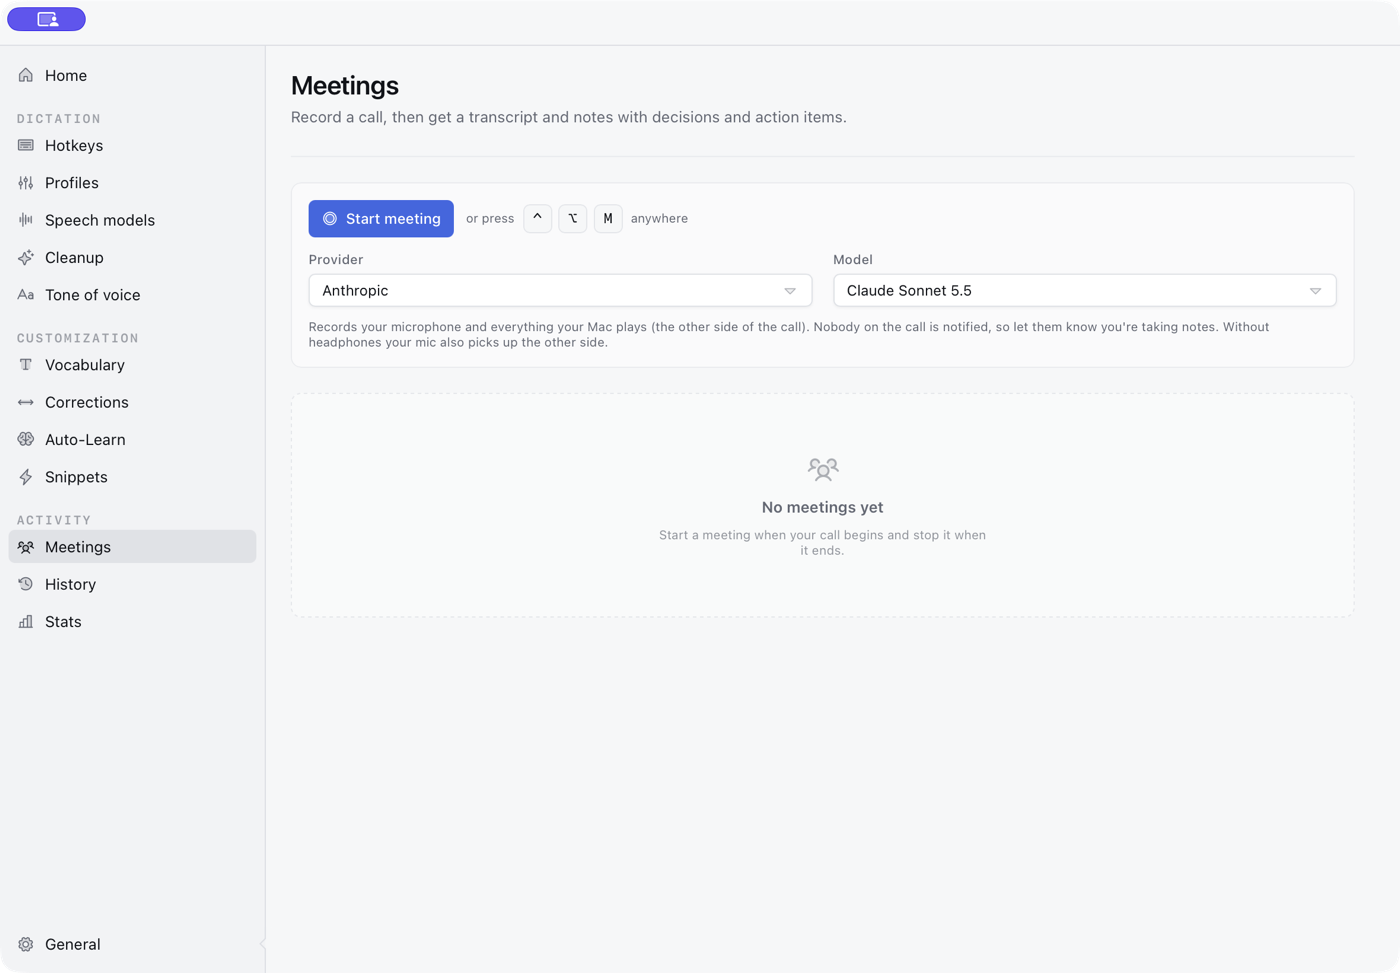 Home
DICTATION
Hotkeys
Profiles
Speech models
Cleanup
Aa Tone of voice
CUSTOMIZATION
Vocabulary
Corrections
Auto-Learn
Snippets
ACTIVITY
Meetings
History
Stats
General
Meetings
Record a call, then get a transcript and notes with decisions and action items.
Start meeting or press ^ ⌥ M anywhere
Provider
Anthropic
Model
Claude Sonnet 5.5
Records your microphone and everything your Mac plays (the other side of the call). Nobody on the call is notified, so let them know you're taking notes. Without
headphones your mic also picks up the other side.
No meetings yet
Start a meeting when your call begins and stop it when
it ends.